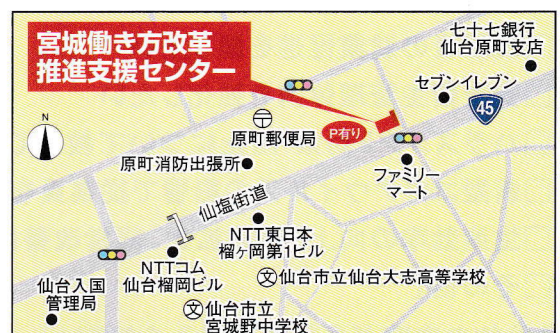 宮城働き方改革
推進支援センター
七十七銀行
仙台原町支店
セブンイレブン
45
原町郵便局
P有り
N
原町消防出張所
ファミリー
マート
仙塩街道
NTT東日本
榴ヶ岡第1ビル
NTTコム
仙台榴岡ビル
文仙台市立仙台大志高等学校
仙台入国
管理局
文仙台市立
宮城野中学校